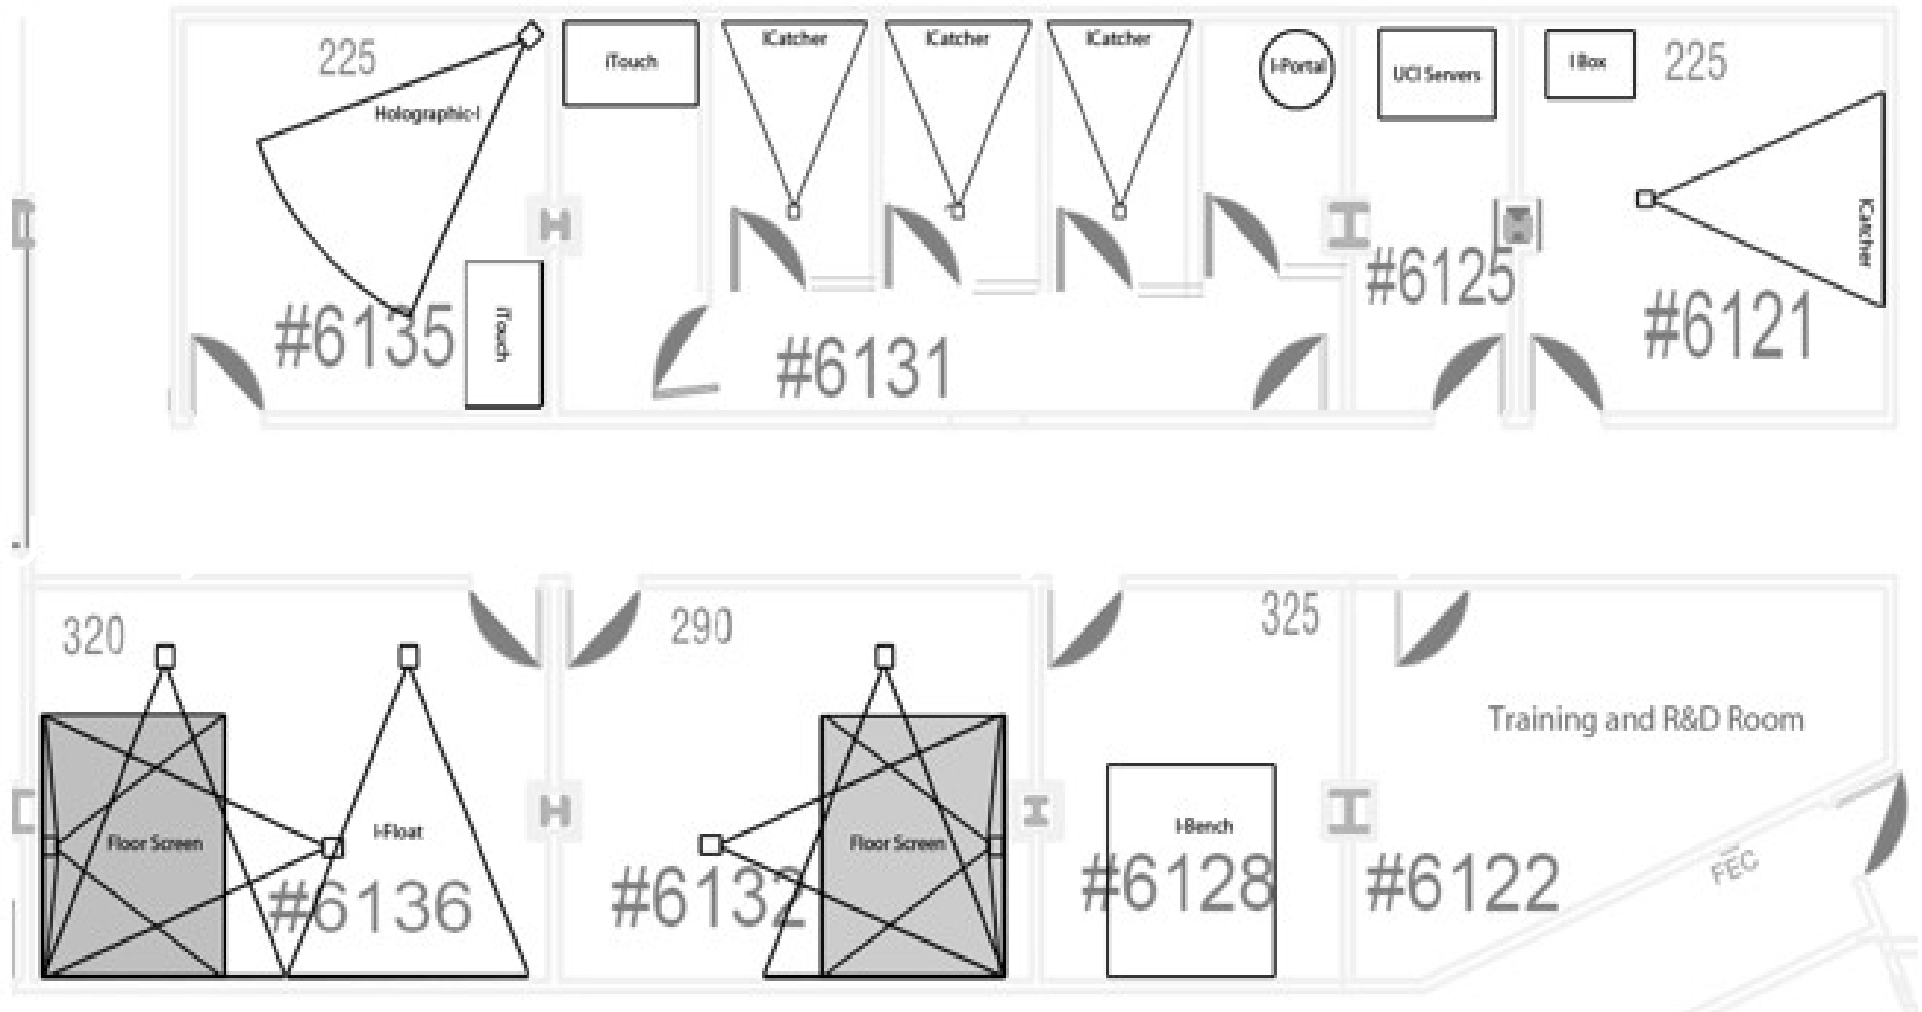 225
Holographic-I
iTouch
#6135
iTouch
ICatcher
ICatcher
ICatcher
I-Portal
#6131
UCI Servers
#6125
I Box
225
ICatcher
#6121
320
Floor Screen
I-Float
#6136
290
Floor Screen
#6132
325
I-Bench
#6128
Training and R&D Room
#6122
FEC